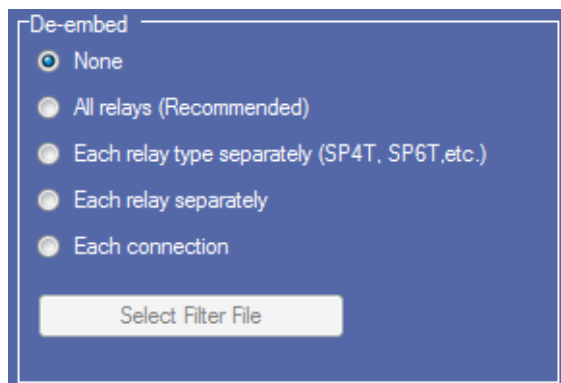 De-embed
None
All relays (Recommended)
Each relay type separately (SP4T, SP6T,etc.)
Each relay separately
Each connection
Select Filter File